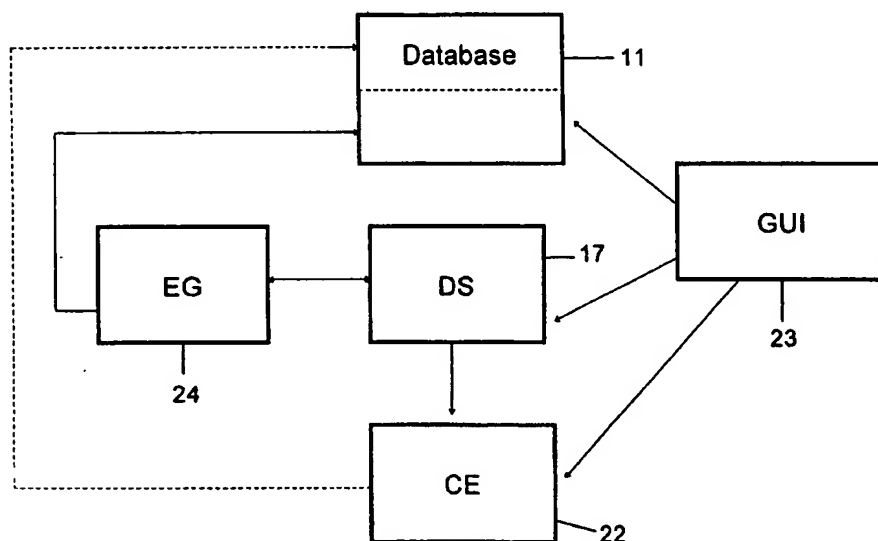 Database
11
GUI
17
EG
DS
23
24
CE
22